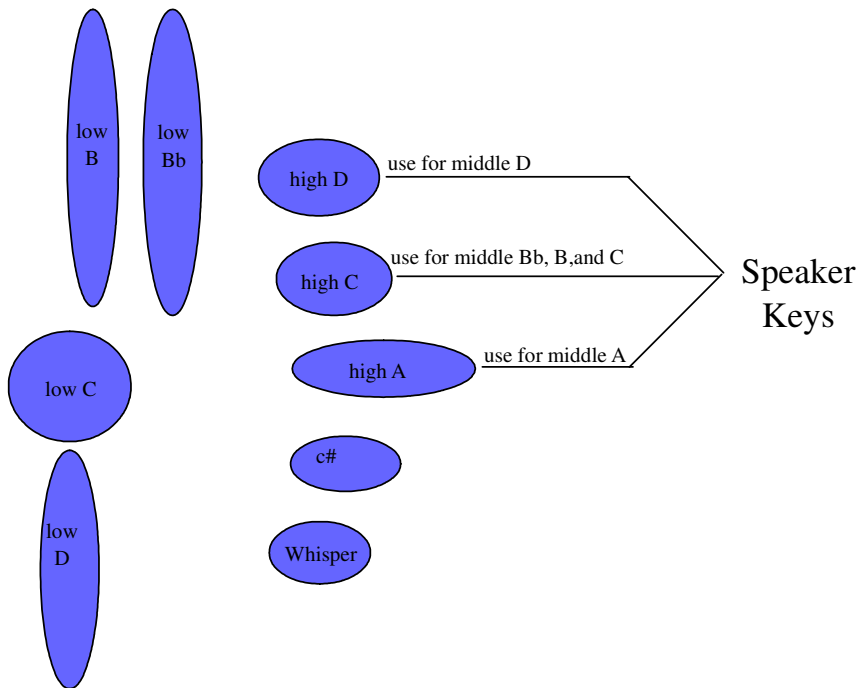 low
B
low
Bb
high D
use for middle D
high C
use for middle Bb, B,and C
Speaker
Keys
high A
use for middle A
low C
c#
low
D
Whisper